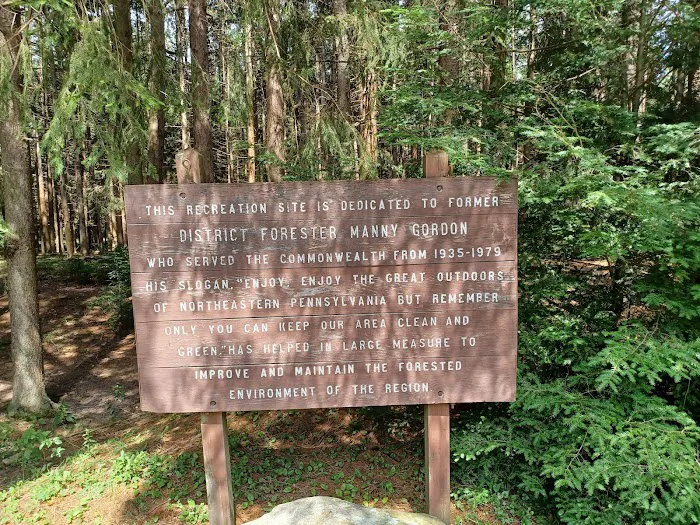 THIS RECREATION SITE IS DEDICATED TO FORMER
DISTRICT FORESTER MANNY GORDON
WHO SERVED THE COMMONWEALTH FROM 1935-1979
HIS SLOGAN, "ENJOY, ENJOY THE GREAT OUTDOORS
OF NORTHEASTERN PENNSYLVANIA BUT REMEMBER
ONLY YOU CAN KEEP OUR AREA CLEAN AND
GREEN," HAS HELPED IN LARGE MEASURE TO
IMPROVE AND MAINTAIN THE FORESTED
ENVIRONMENT OF THE REGION.